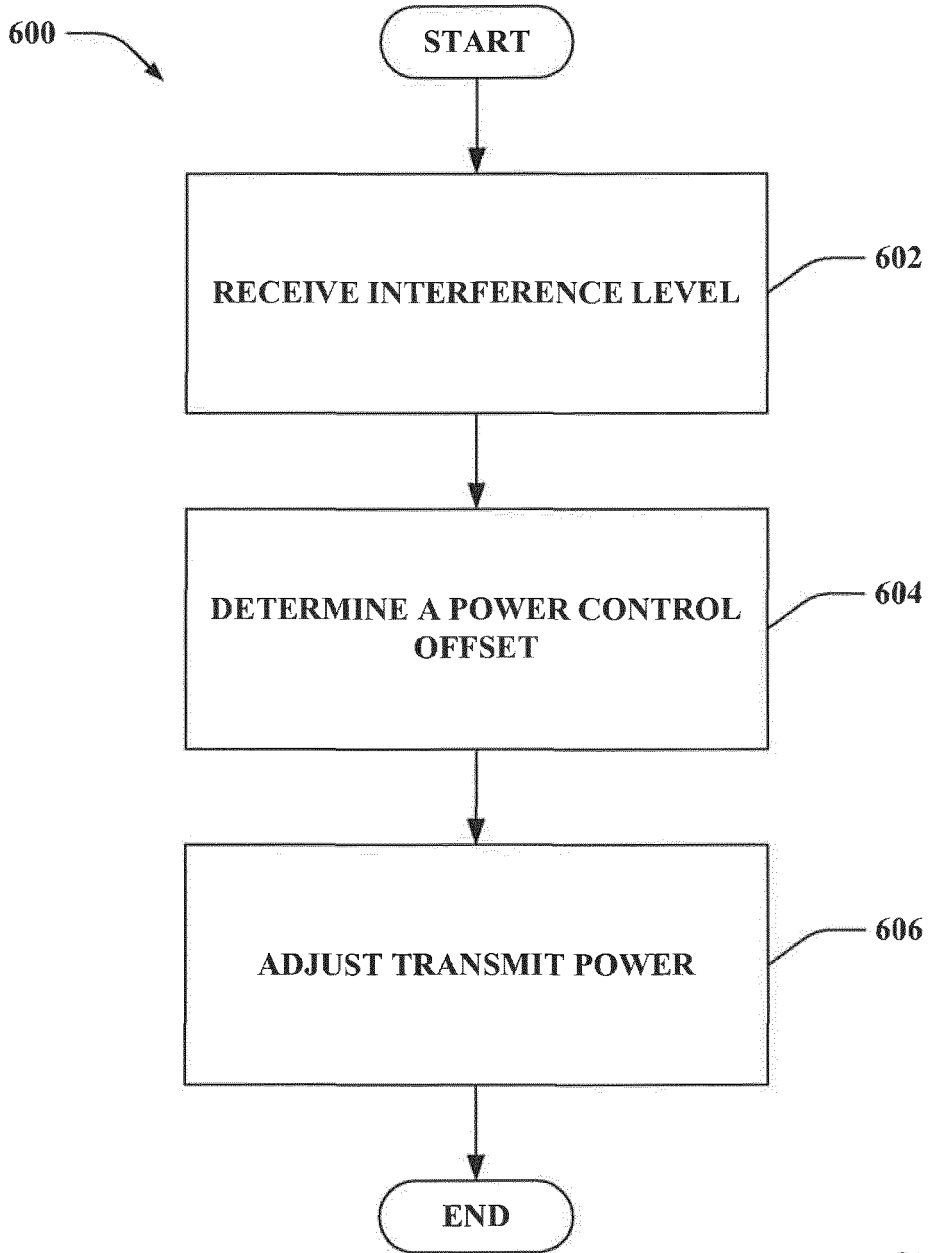 600
START
RECEIVE INTERFERENCE LEVEL
602
DETERMINE A POWER CONTROL
OFFSET
604
ADJUST TRANSMIT POWER
606
END